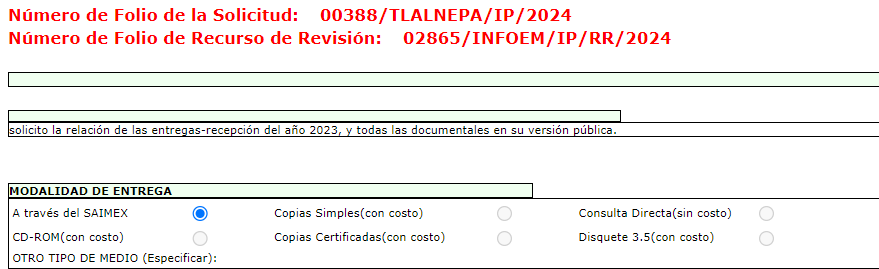 Número de Folio de la Solicitud: 00388/TLALNEPA/IP/2024
Número de Folio de Recurso de Revisión: 02865/INFOEM/IP/RR/2024
solicito la relación de las entregas-recepción del año 2023, y todas las documentales en su versión pública.
MODALIDAD DE ENTREGA
A través del SAIMEX Copias Simples(con costo) Consulta Directa(sin costo)
CD-ROM(con costo) Copias Certificadas(con costo) Disquete 3.5(con costo)
OTRO TIPO DE MEDIO (Especificar):